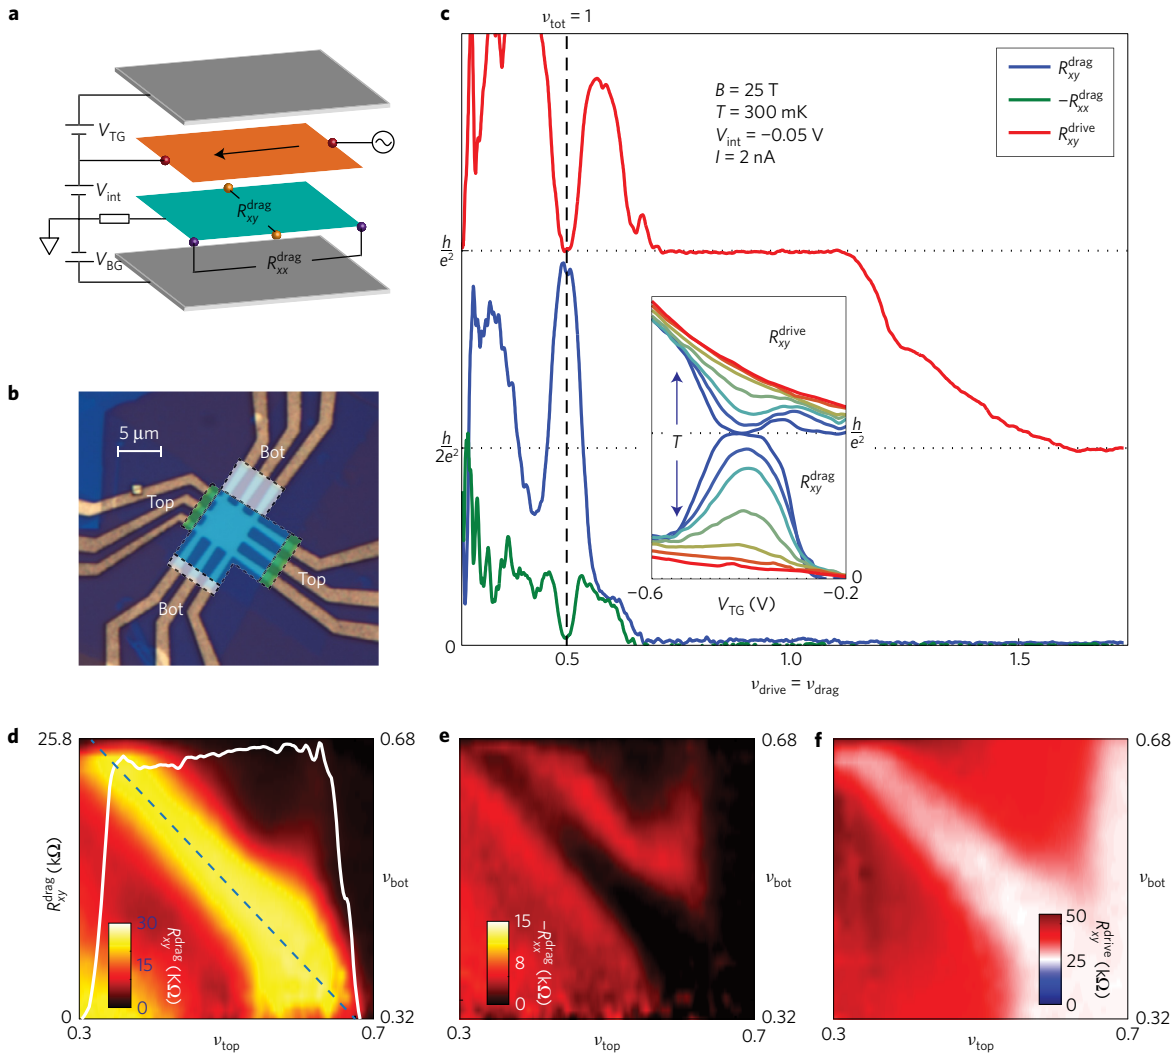 a
V_TG
V_int
V_BG
R_xy^drag
R_xx^drag
b
5 μm
Bot
Top
Top
Bot
c
ν_tot = 1
B = 25 T
T = 300 mK
V_int = −0.05 V
I = 2 nA
R_xy^drag
−R_xx^drag
R_xy^drive
h/e²
h/2e²
0
0.5
1.0
1.5
ν_drive = ν_drag
R_xy^drive
T
R_xy^drag
h/e²
0
−0.6
−0.2
V_TG (V)
d
25.8
0
R_xy^drag (kΩ)
30
15
0
R_xy^drag (KΩ)
0.68
ν_bot
0.32
0.3
0.7
ν_top
e
15
8
0
−R_xx^drag (kΩ)
0.68
ν_bot
0.32
0.3
0.7
ν_top
f
50
25
0
R_xy^drive (kΩ)
0.68
ν_bot
0.32
0.3
0.7
ν_top